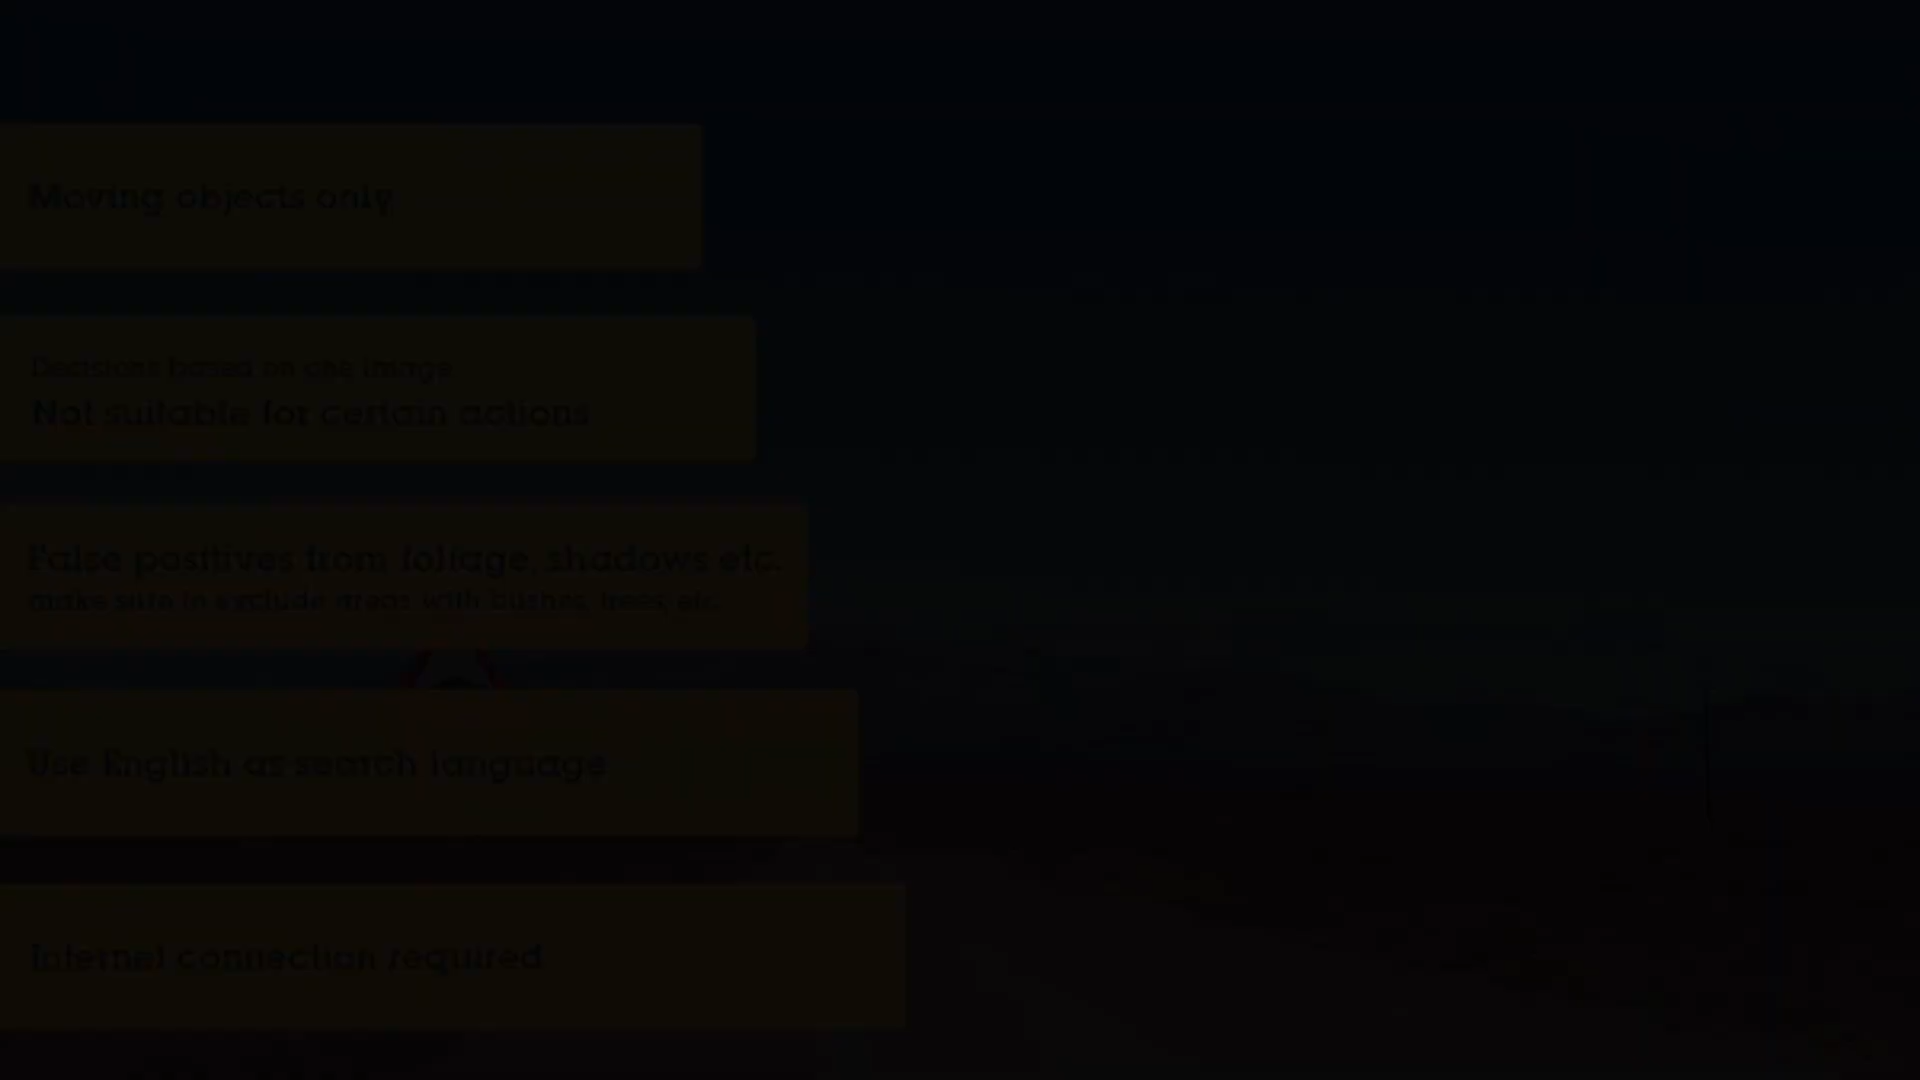 Moving objects only
Decisions based on one image
Not suitable for certain actions
False positives from foliage, shadows etc.
make sure to exclude areas with bushes, trees etc.
Use English as search language
Internet connection required